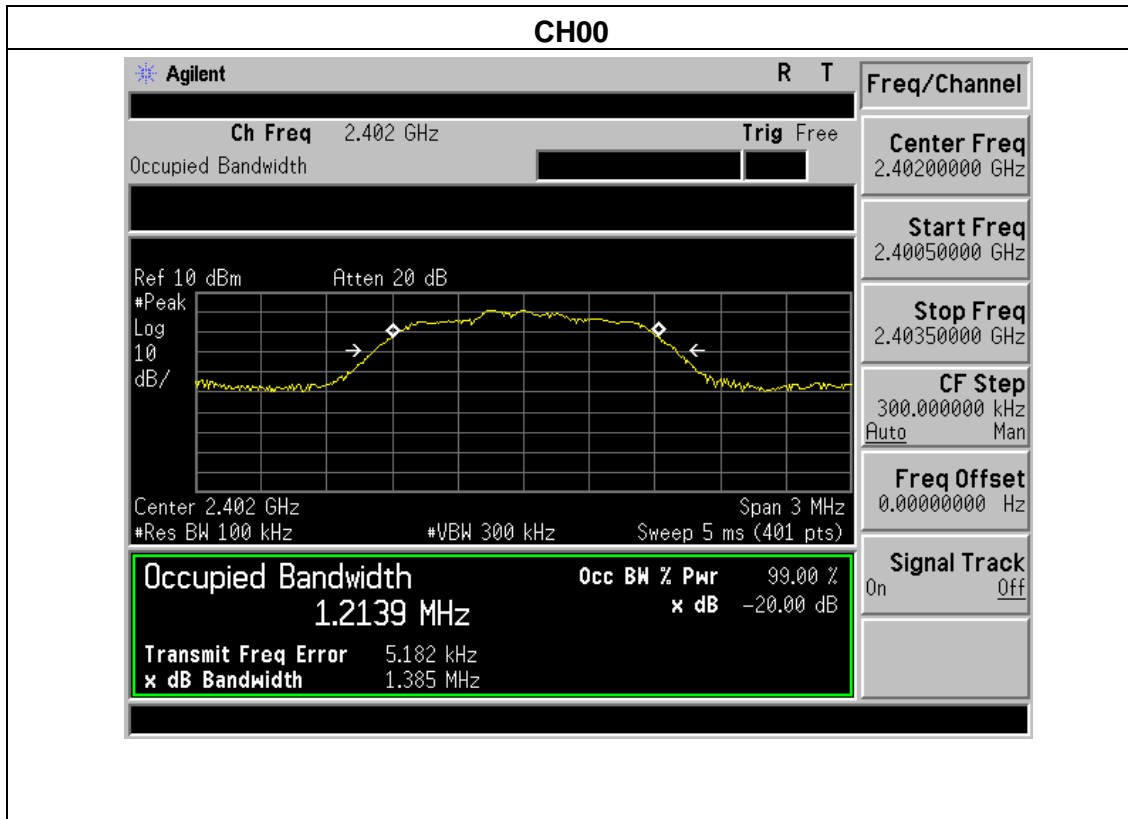 CH00
Agilent R T
Ch Freq 2.402 GHz Trig Free
Occupied Bandwidth
Ref 10 dBm Atten 20 dB
#Peak
Log
10
dB/
Center 2.402 GHz Span 3 MHz
#Res BW 100 kHz #VBW 300 kHz Sweep 5 ms (401 pts)
Occupied Bandwidth Occ BW % Pwr 99.00 %
1.2139 MHz x dB -20.00 dB
Transmit Freq Error 5.182 kHz
x dB Bandwidth 1.385 MHz
Freq/Channel
Center Freq
2.40200000 GHz
Start Freq
2.40050000 GHz
Stop Freq
2.40350000 GHz
CF Step
300.000000 kHz
Auto Man
Freq Offset
0.00000000 Hz
Signal Track
On Off